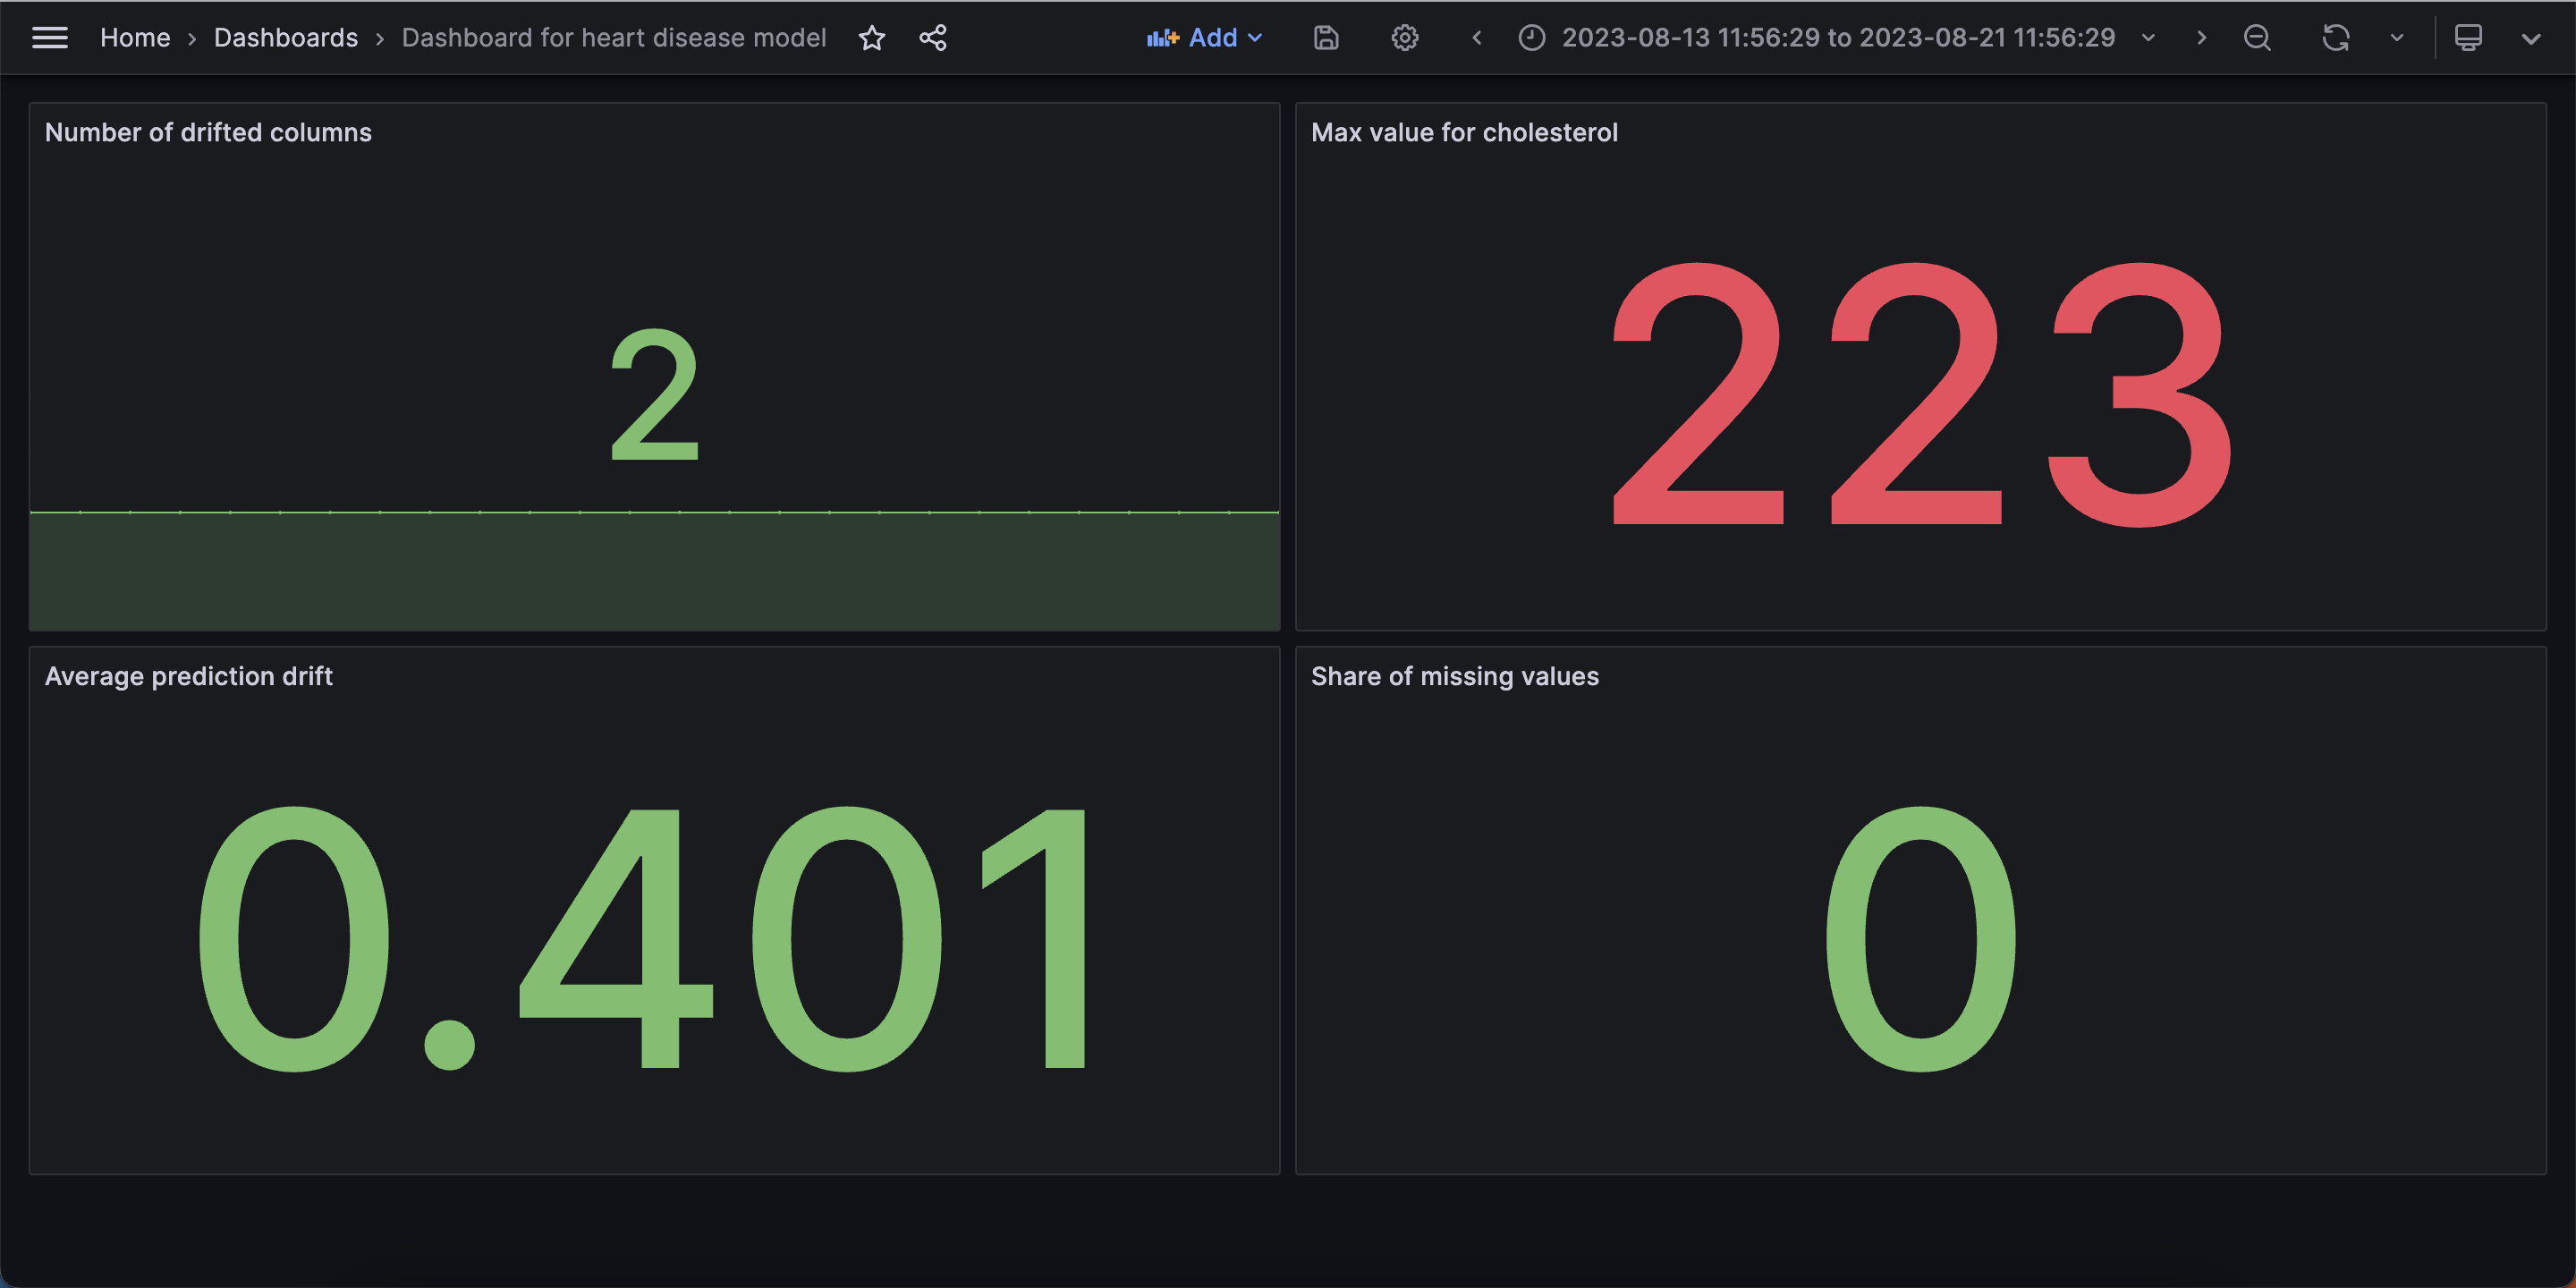 Home › Dashboards › Dashboard for heart disease model Add 2023-08-13 11:56:29 to 2023-08-21 11:56:29
Number of drifted columns
2
Max value for cholesterol
223
Average prediction drift
0.401
Share of missing values
0